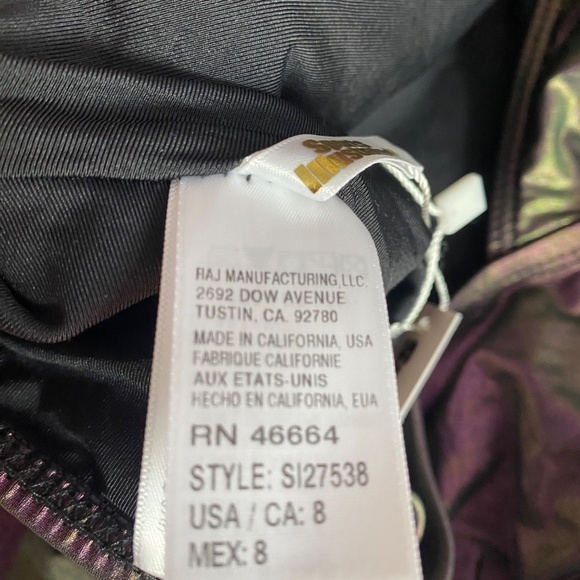 RAJ MANUFACTURING, LLC.
2692 DOW AVENUE
TUSTIN, CA. 92780
MADE IN CALIFORNIA, USA
FABRIQUE CALIFORNIE
AUX ETATS-UNIS
HECHO EN CALIFORNIA, EUA
RN 46664
STYLE: SI27538
USA / CA: 8
MEX: 8